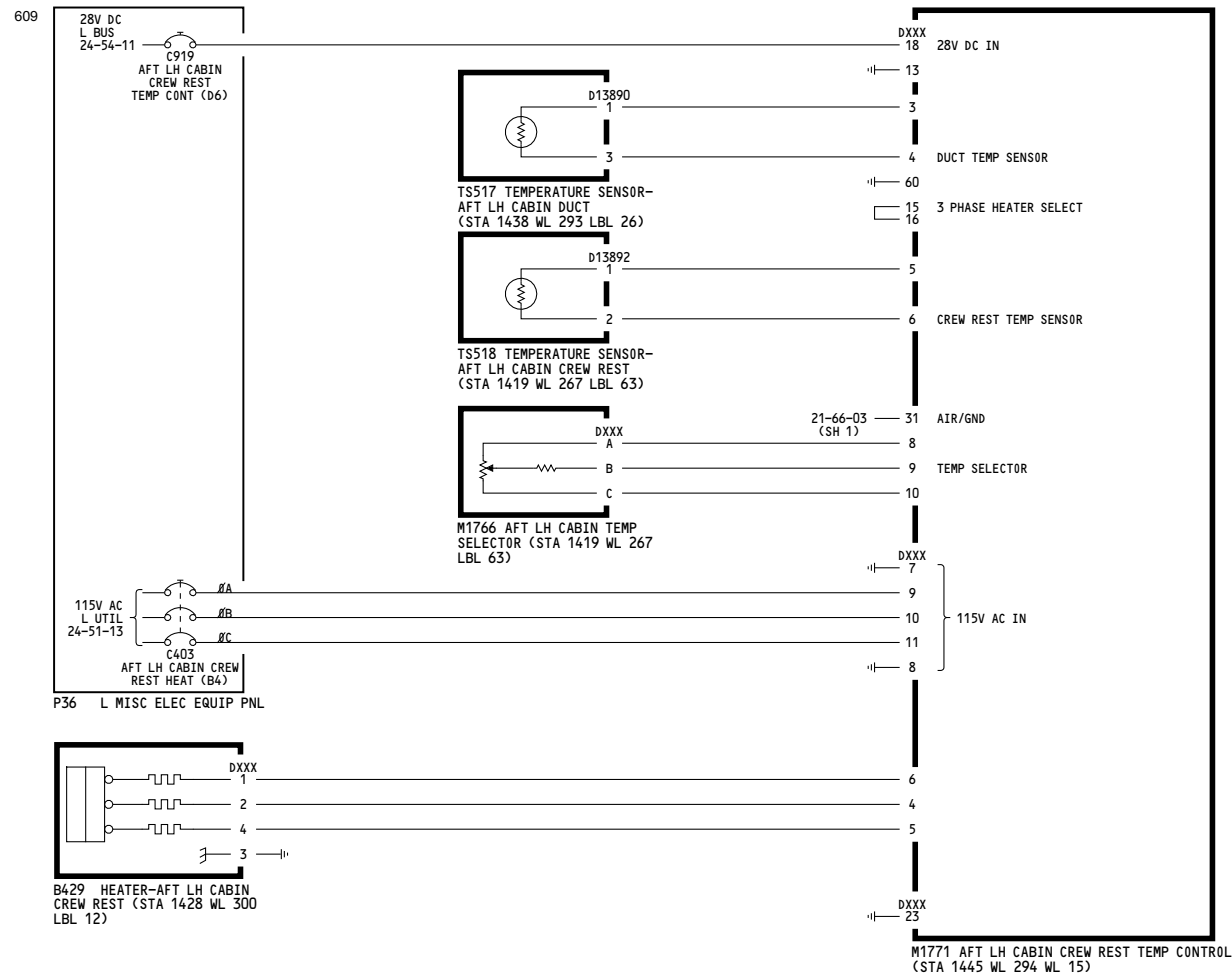 609
28V DC
L BUS
24-54-11
C919
AFT LH CABIN
CREW REST
TEMP CONT (D6)
DXXX
18 28V DC IN
13
D13890
1
3
3
4 DUCT TEMP SENSOR
TS517 TEMPERATURE SENSOR-
AFT LH CABIN DUCT
(STA 1438 WL 293 LBL 26)
60
15 3 PHASE HEATER SELECT
16
D13892
1
5
2
6 CREW REST TEMP SENSOR
TS518 TEMPERATURE SENSOR-
AFT LH CABIN CREW REST
(STA 1419 WL 267 LBL 63)
21-66-03
(SH 1)
31 AIR/GND
DXXX
A
8
B
9 TEMP SELECTOR
C
10
M1766 AFT LH CABIN TEMP
SELECTOR (STA 1419 WL 267
LBL 63)
DXXX
7
115V AC
L UTIL
24-51-13
ØA
9
ØB
10 115V AC IN
ØC
11
8
C403
AFT LH CABIN CREW
REST HEAT (B4)
P36 L MISC ELEC EQUIP PNL
DXXX
1
6
2
4
4
5
3
B429 HEATER-AFT LH CABIN
CREW REST (STA 1428 WL 300
LBL 12)
DXXX
23
M1771 AFT LH CABIN CREW REST TEMP CONTROL
(STA 1445 WL 294 WL 15)